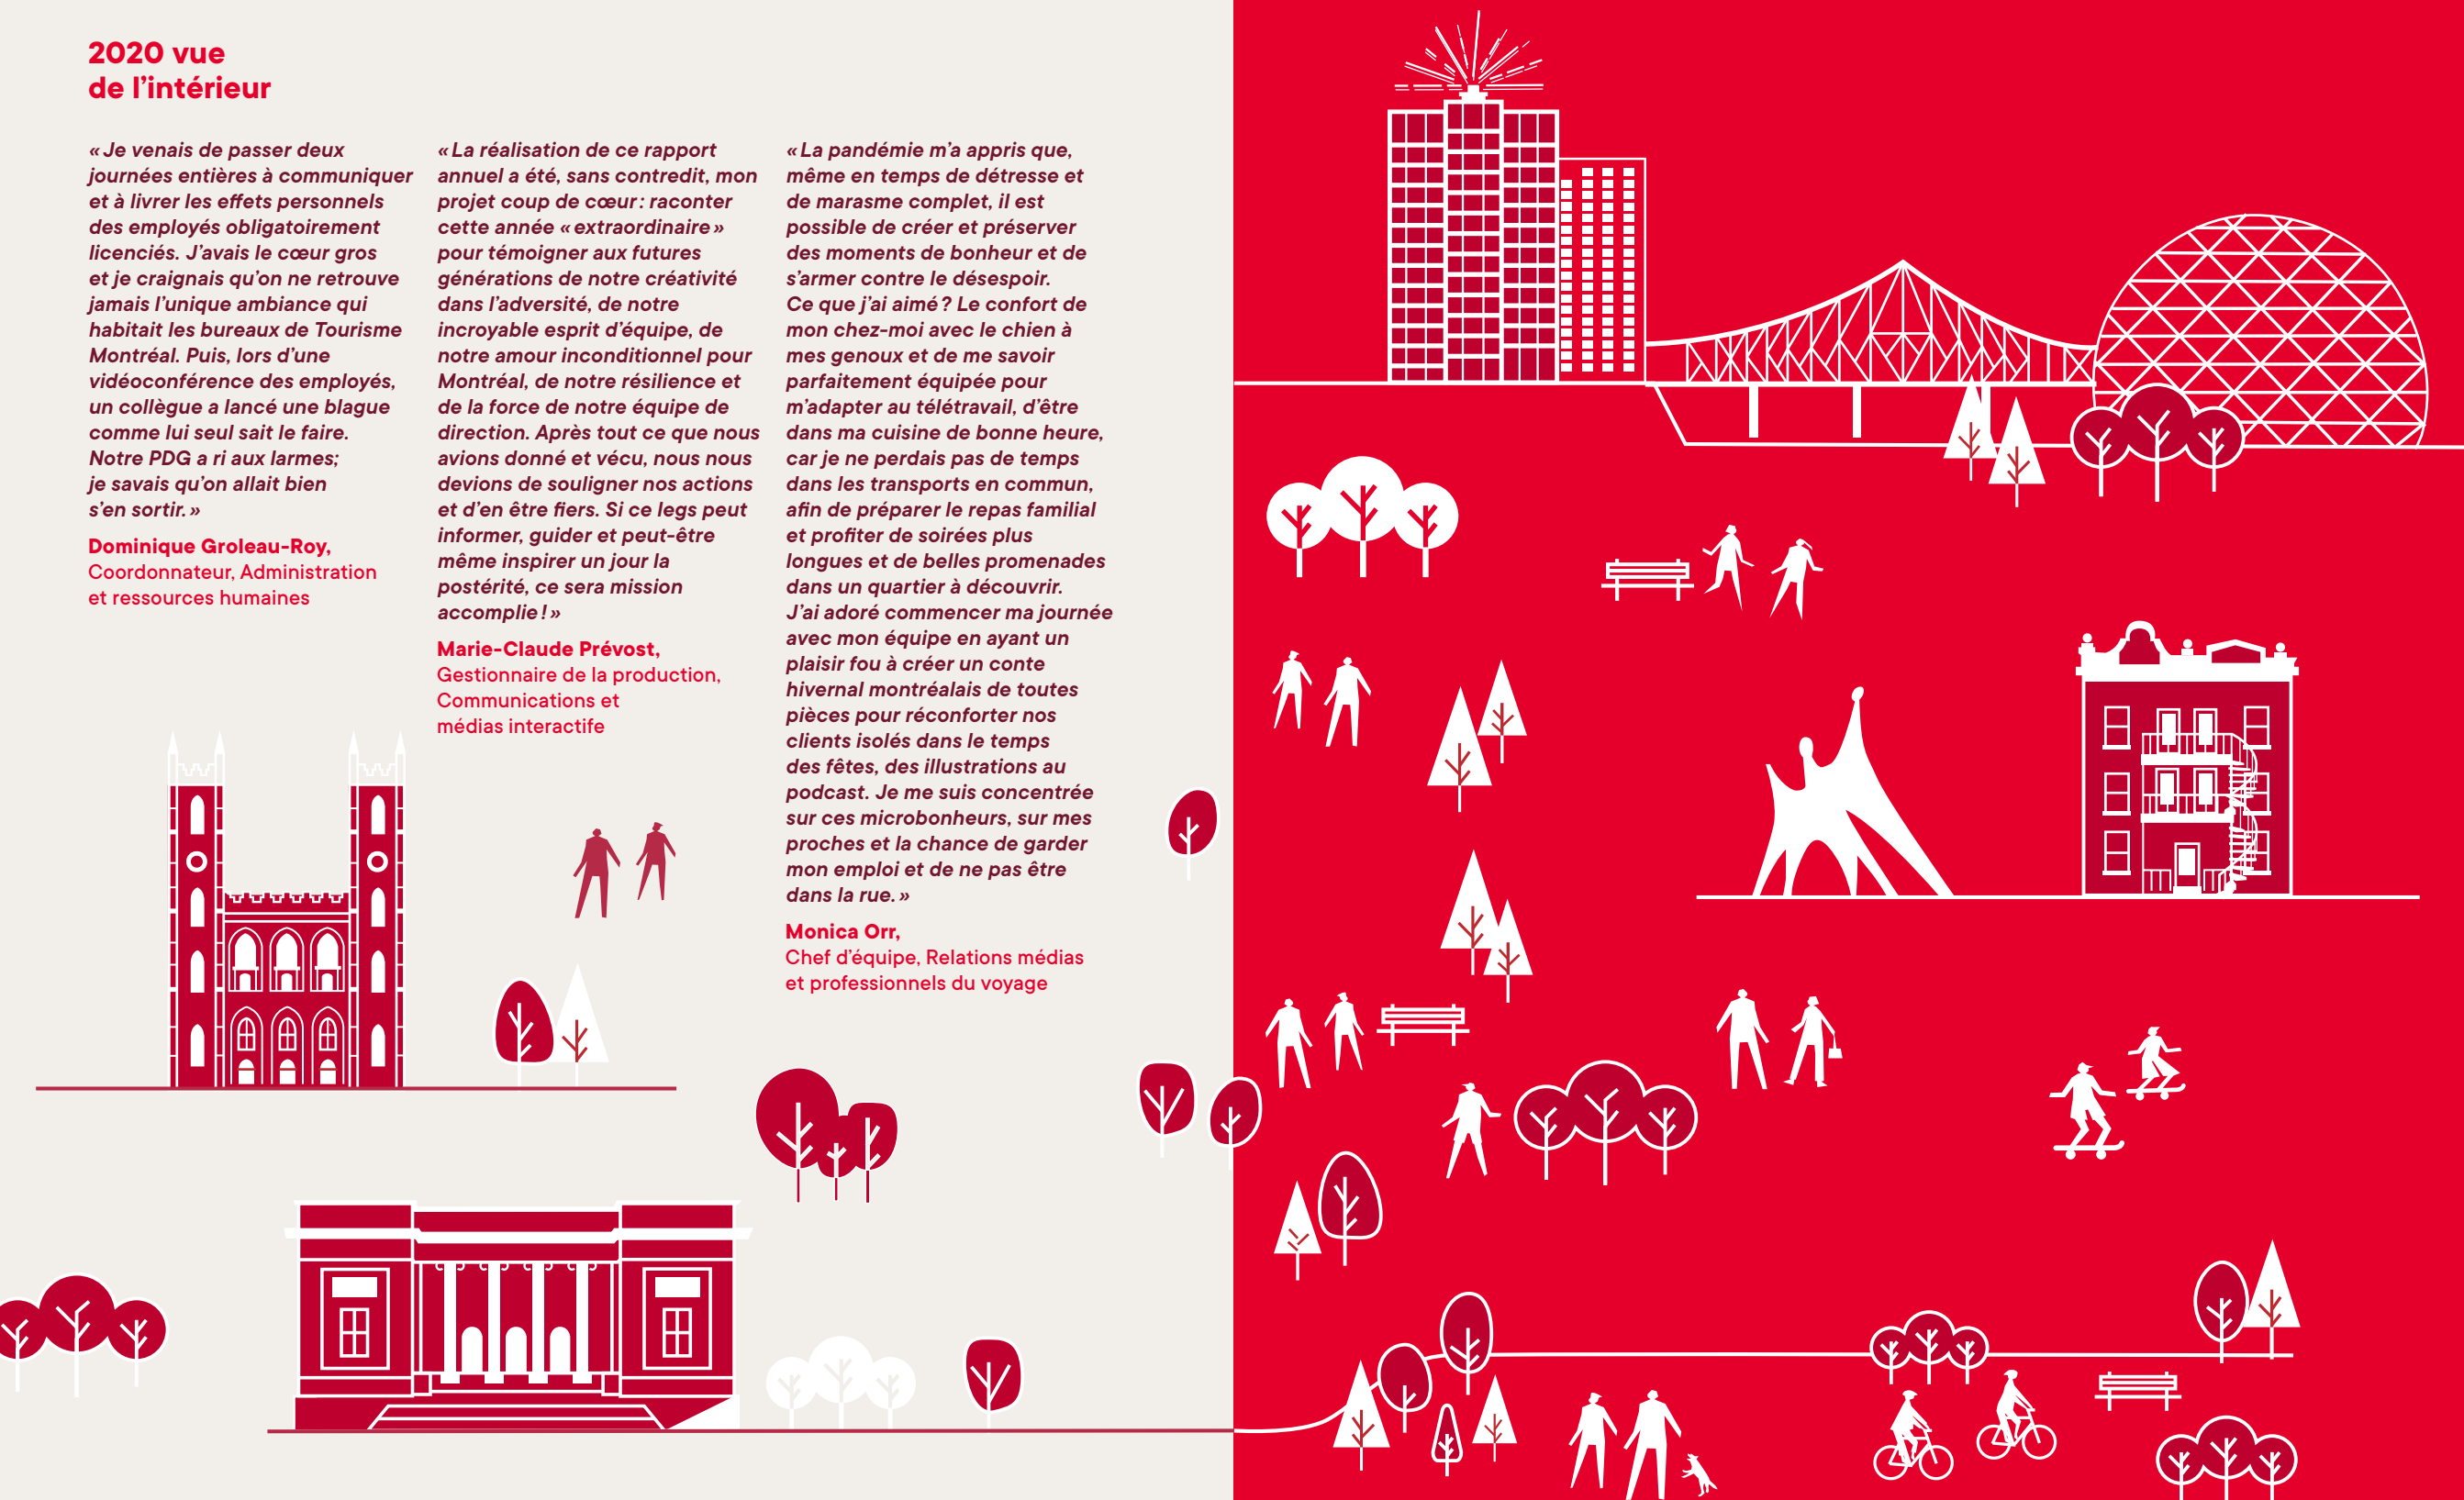 2020 vue
de l’intérieur
« Je venais de passer deux
journées entières à communiquer
et à livrer les effets personnels
des employés obligatoirement
licenciés. J’avais le cœur gros
et je craignais qu’on ne retrouve
jamais l’unique ambiance qui
habitait les bureaux de Tourisme
Montréal. Puis, lors d’une
vidéoconférence des employés,
un collègue a lancé une blague
comme lui seul sait le faire.
Notre PDG a ri aux larmes;
je savais qu’on allait bien
s’en sortir. »
Dominique Groleau-Roy,
Coordonnateur, Administration
et ressources humaines
« La réalisation de ce rapport
annuel a été, sans contredit, mon
projet coup de cœur : raconter
cette année « extraordinaire »
pour témoigner aux futures
générations de notre créativité
dans l’adversité, de notre
incroyable esprit d’équipe, de
notre amour inconditionnel pour
Montréal, de notre résilience et
de la force de notre équipe de
direction. Après tout ce que nous
avions donné et vécu, nous nous
devions de souligner nos actions
et d’en être fiers. Si ce legs peut
informer, guider et peut-être
même inspirer un jour la
postérité, ce sera mission
accomplie ! »
Marie-Claude Prévost,
Gestionnaire de la production,
Communications et
médias interactife
« La pandémie m’a appris que,
même en temps de détresse et
de marasme complet, il est
possible de créer et préserver
des moments de bonheur et de
s’armer contre le désespoir.
Ce que j’ai aimé ? Le confort de
mon chez-moi avec le chien à
mes genoux et de me savoir
parfaitement équipée pour
m’adapter au télétravail, d’être
dans ma cuisine de bonne heure,
car je ne perdais pas de temps
dans les transports en commun,
afin de préparer le repas familial
et profiter de soirées plus
longues et de belles promenades
dans un quartier à découvrir.
J’ai adoré commencer ma journée
avec mon équipe en ayant un
plaisir fou à créer un conte
hivernal montréalais de toutes
pièces pour réconforter nos
clients isolés dans le temps
des fêtes, des illustrations au
podcast. Je me suis concentrée
sur ces microbonheurs, sur mes
proches et la chance de garder
mon emploi et de ne pas être
dans la rue. »
Monica Orr,
Chef d’équipe, Relations médias
et professionnels du voyage